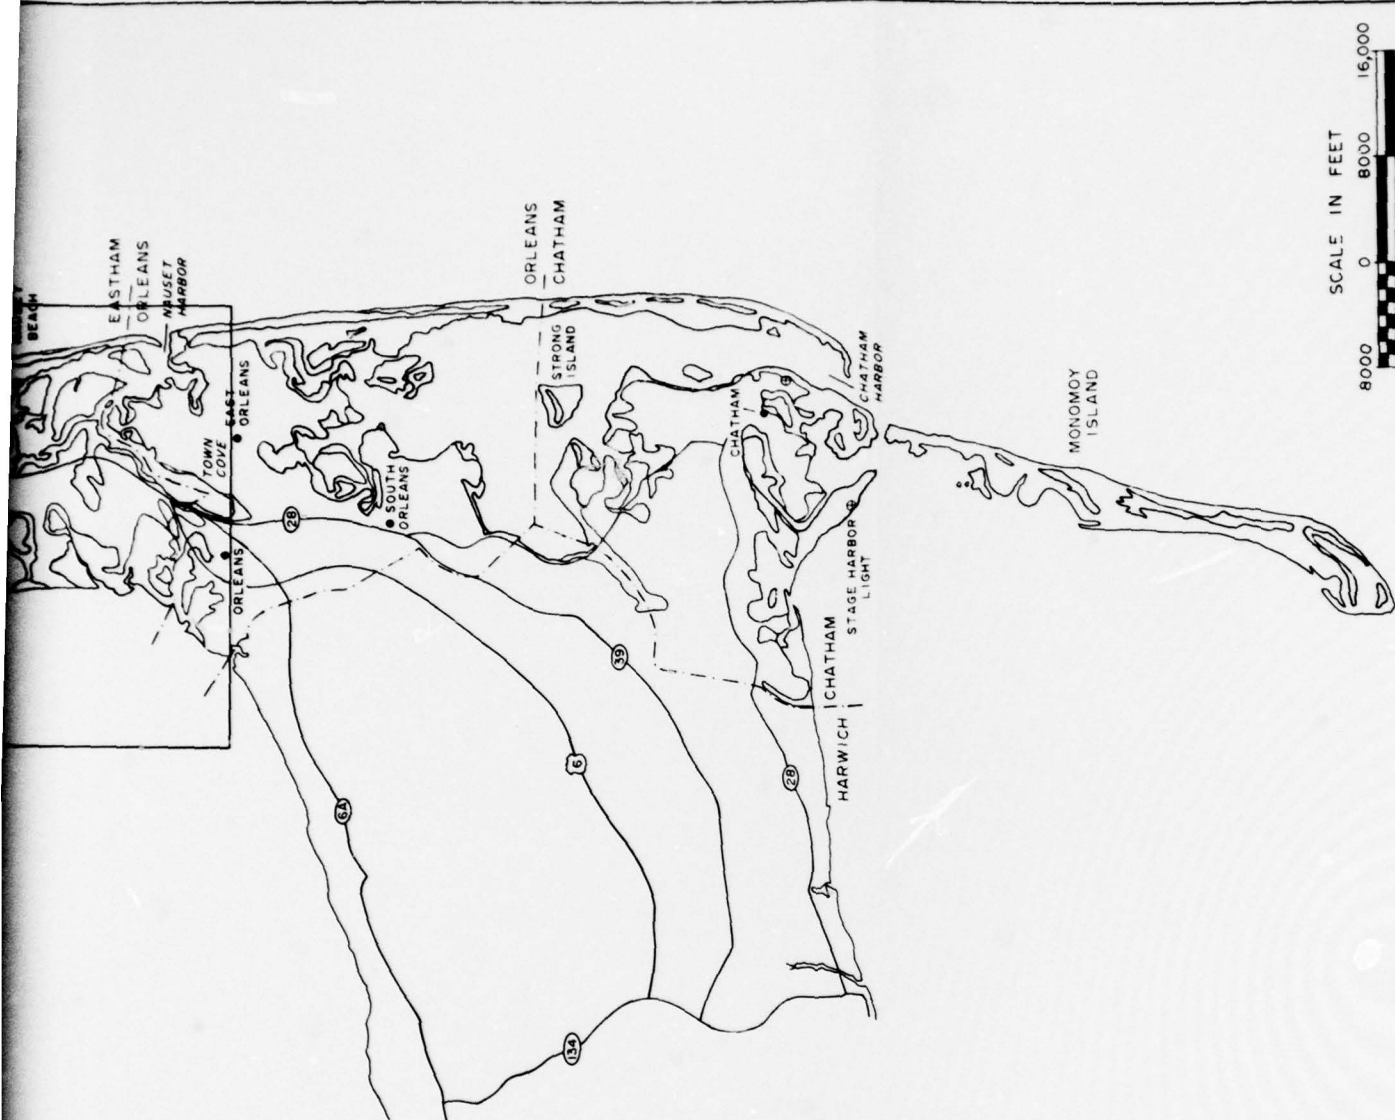 EASTHAM
ORLEANS
NAUSET
HARBOR
BEACH
ORLEANS
CHATHAM
STRONG
ISLAND
EAST
ORLEANS
TOWN
COVE
SOUTH
ORLEANS
28
ORLEANS
CHATHAM
CHATHAM
HARBOR
MONOMOY
ISLAND
STAGE HARBOR
LIGHT
39
CHATHAM
HARWICH
6
28
6A
134
SCALE IN FEET
8000 0 8000 16,000